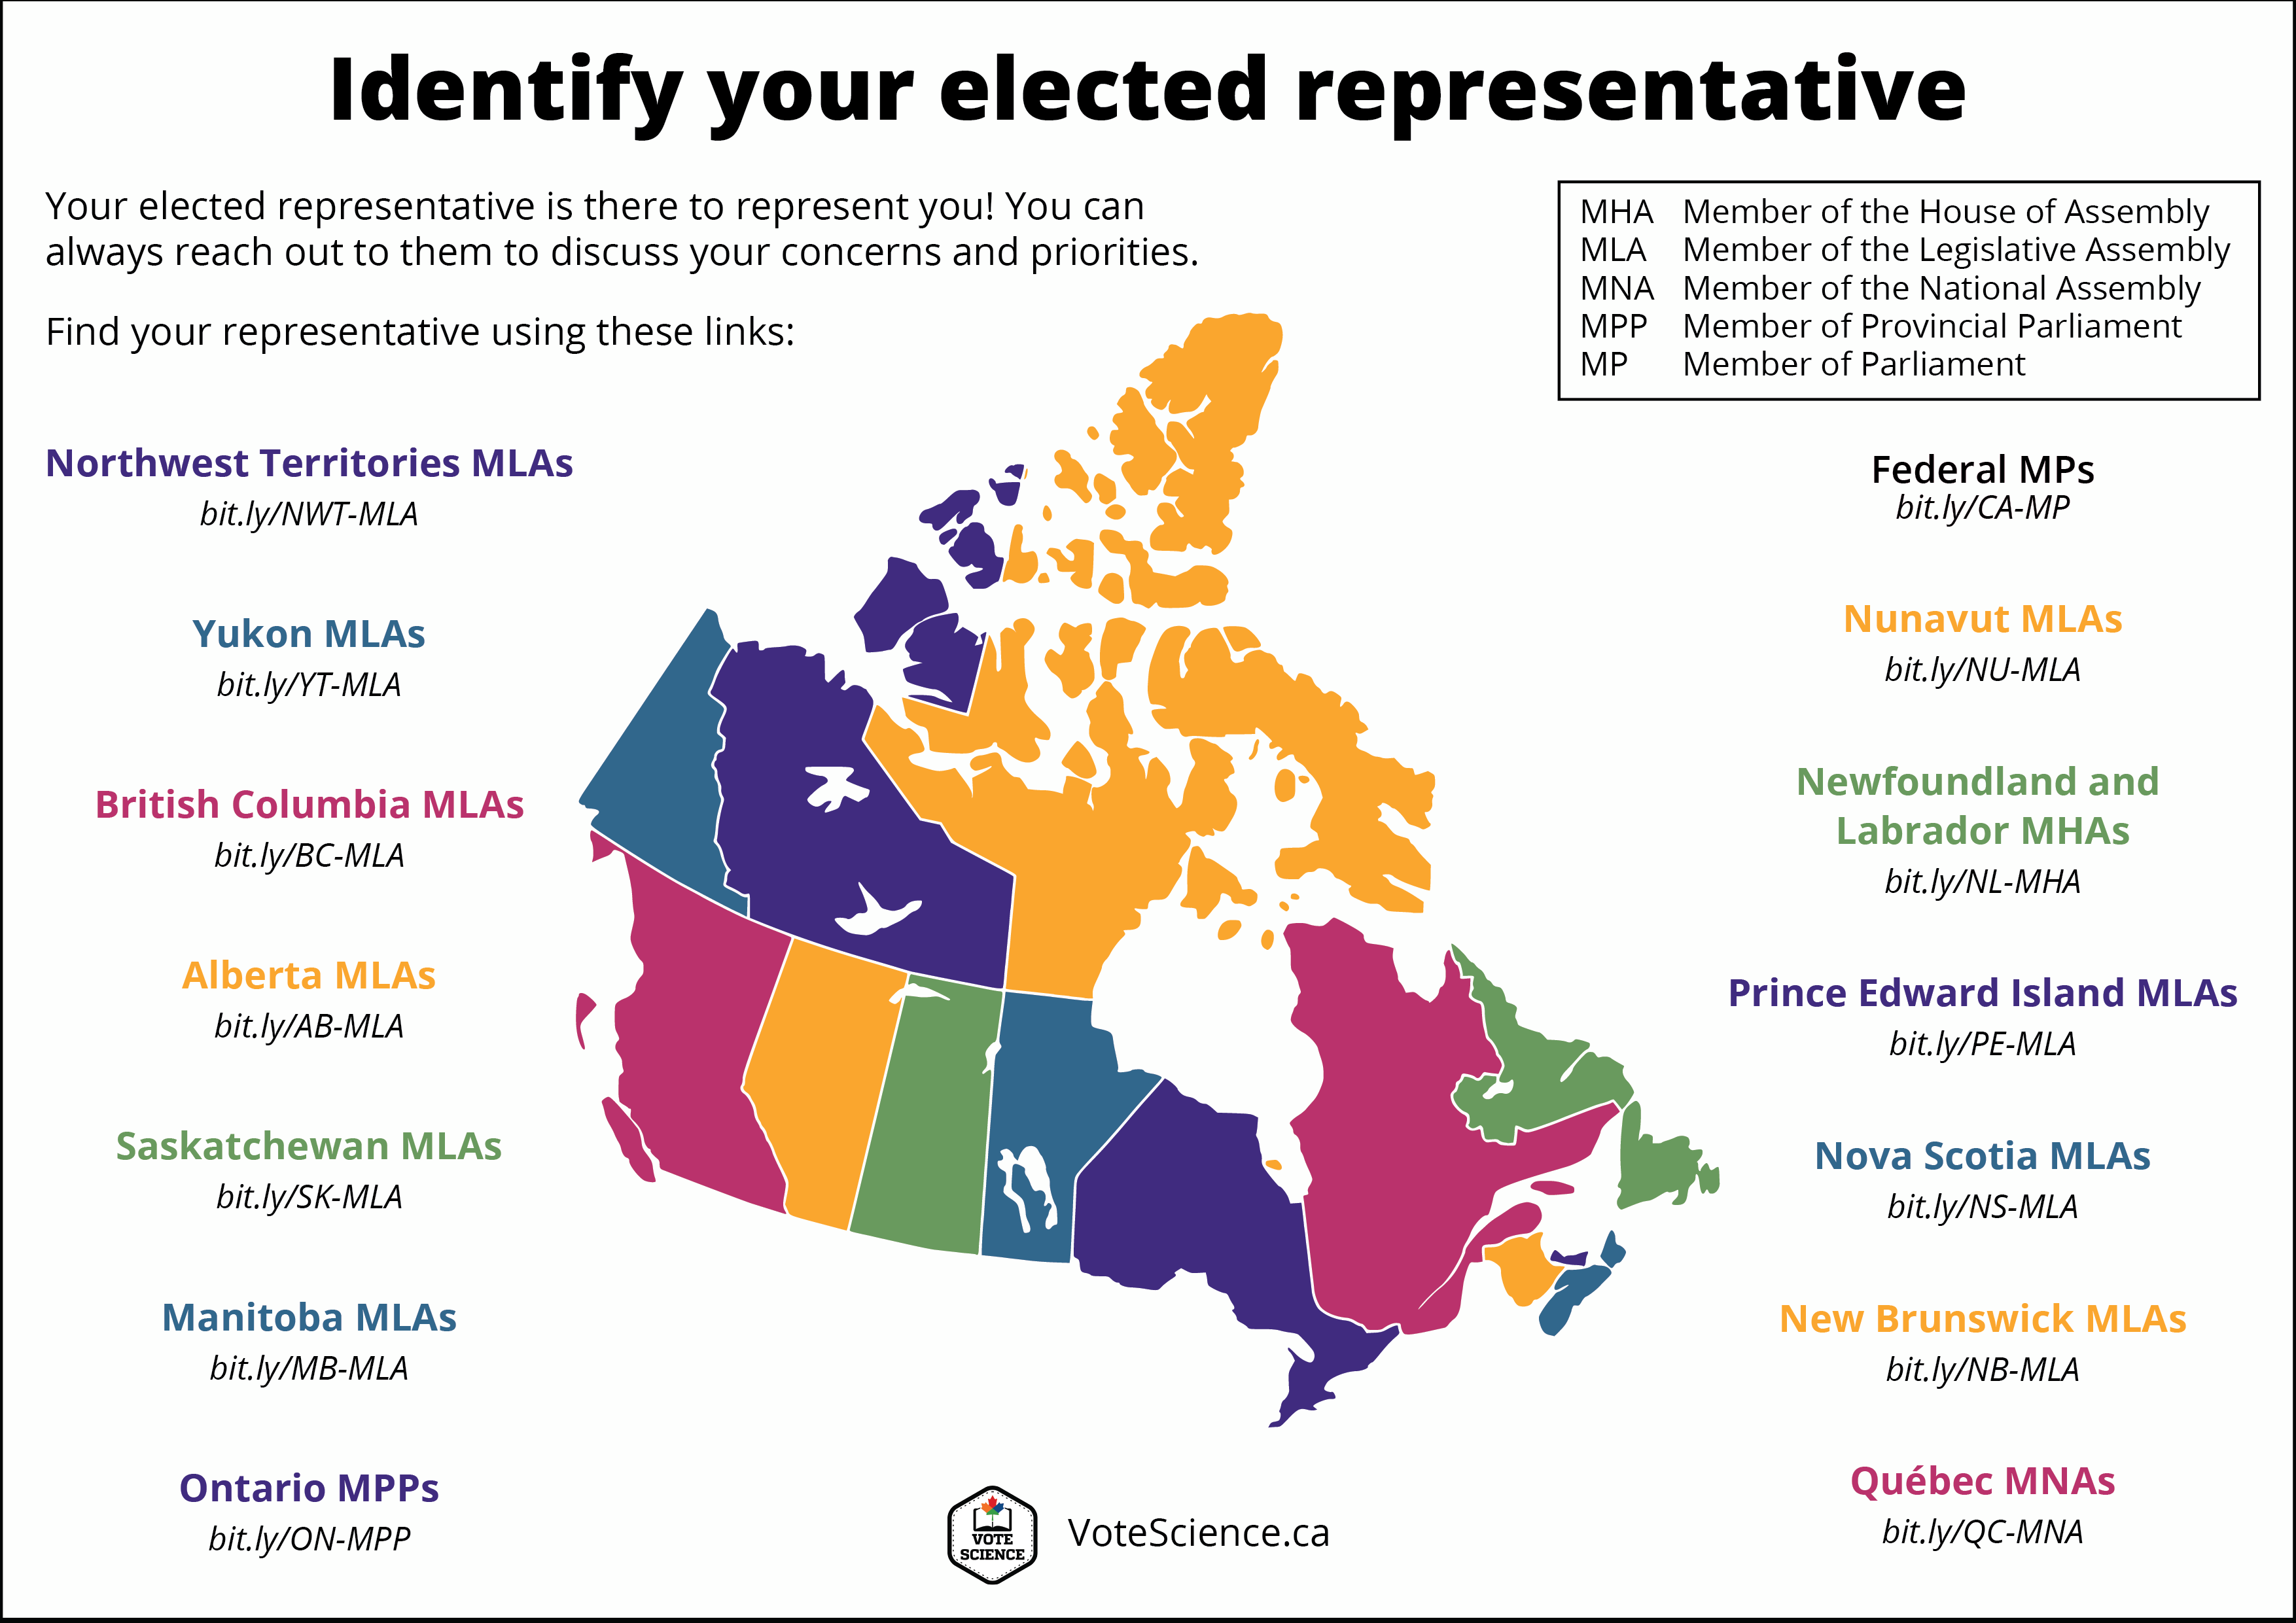 Identify your elected representative
Your elected representative is there to represent you! You can
always reach out to them to discuss your concerns and priorities.
Find your representative using these links:
MHA Member of the House of Assembly
MLA Member of the Legislative Assembly
MNA Member of the National Assembly
MPP Member of Provincial Parliament
MP Member of Parliament
Northwest Territories MLAs
bit.ly/NWT-MLA
Yukon MLAs
bit.ly/YT-MLA
British Columbia MLAs
bit.ly/BC-MLA
Alberta MLAs
bit.ly/AB-MLA
Saskatchewan MLAs
bit.ly/SK-MLA
Manitoba MLAs
bit.ly/MB-MLA
Ontario MPPs
bit.ly/ON-MPP
Federal MPs
bit.ly/CA-MP
Nunavut MLAs
bit.ly/NU-MLA
Newfoundland and
Labrador MHAs
bit.ly/NL-MHA
Prince Edward Island MLAs
bit.ly/PE-MLA
Nova Scotia MLAs
bit.ly/NS-MLA
New Brunswick MLAs
bit.ly/NB-MLA
Québec MNAs
bit.ly/QC-MNA
VOTE
SCIENCE
VoteScience.ca